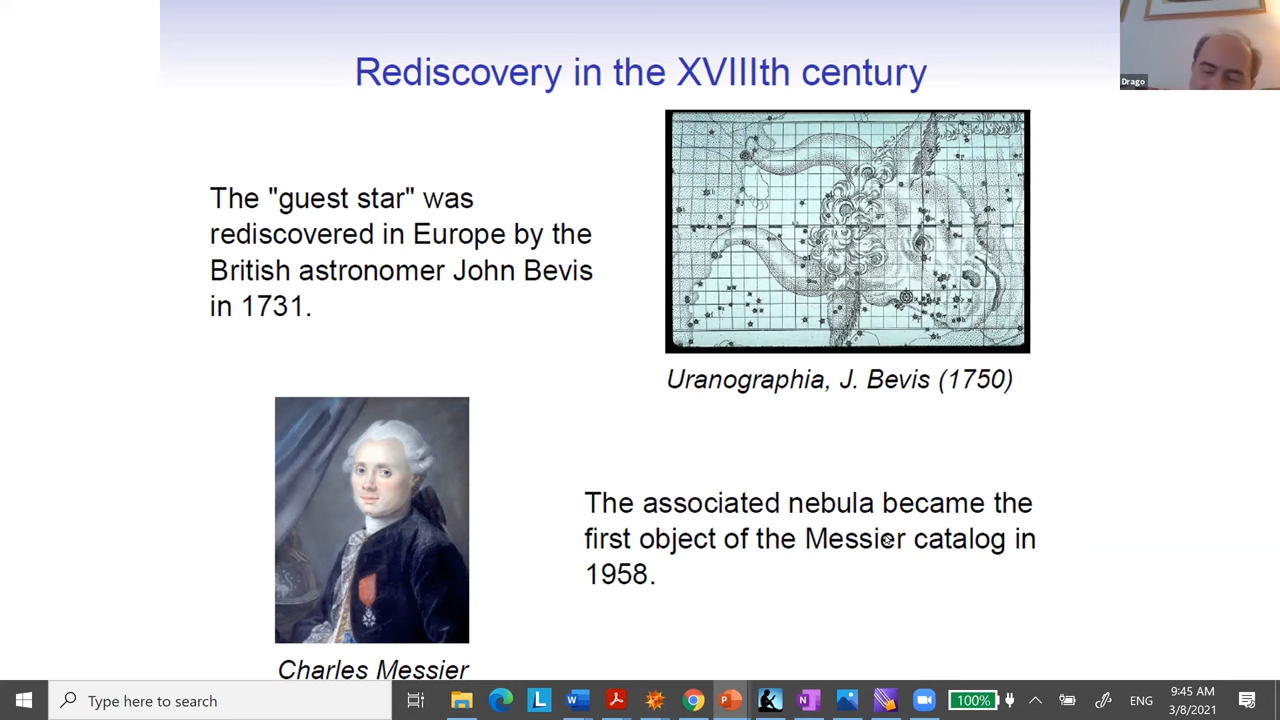 Rediscovery in the XVIIIth century
Drago
The "guest star" was
rediscovered in Europe by the
British astronomer John Bevis
in 1731.
Uranographia, J. Bevis (1750)
The associated nebula became the
first object of the Messier catalog in
1958.
Charles Messier
Type here to search
100%
ENG
9:45 AM
3/8/2021